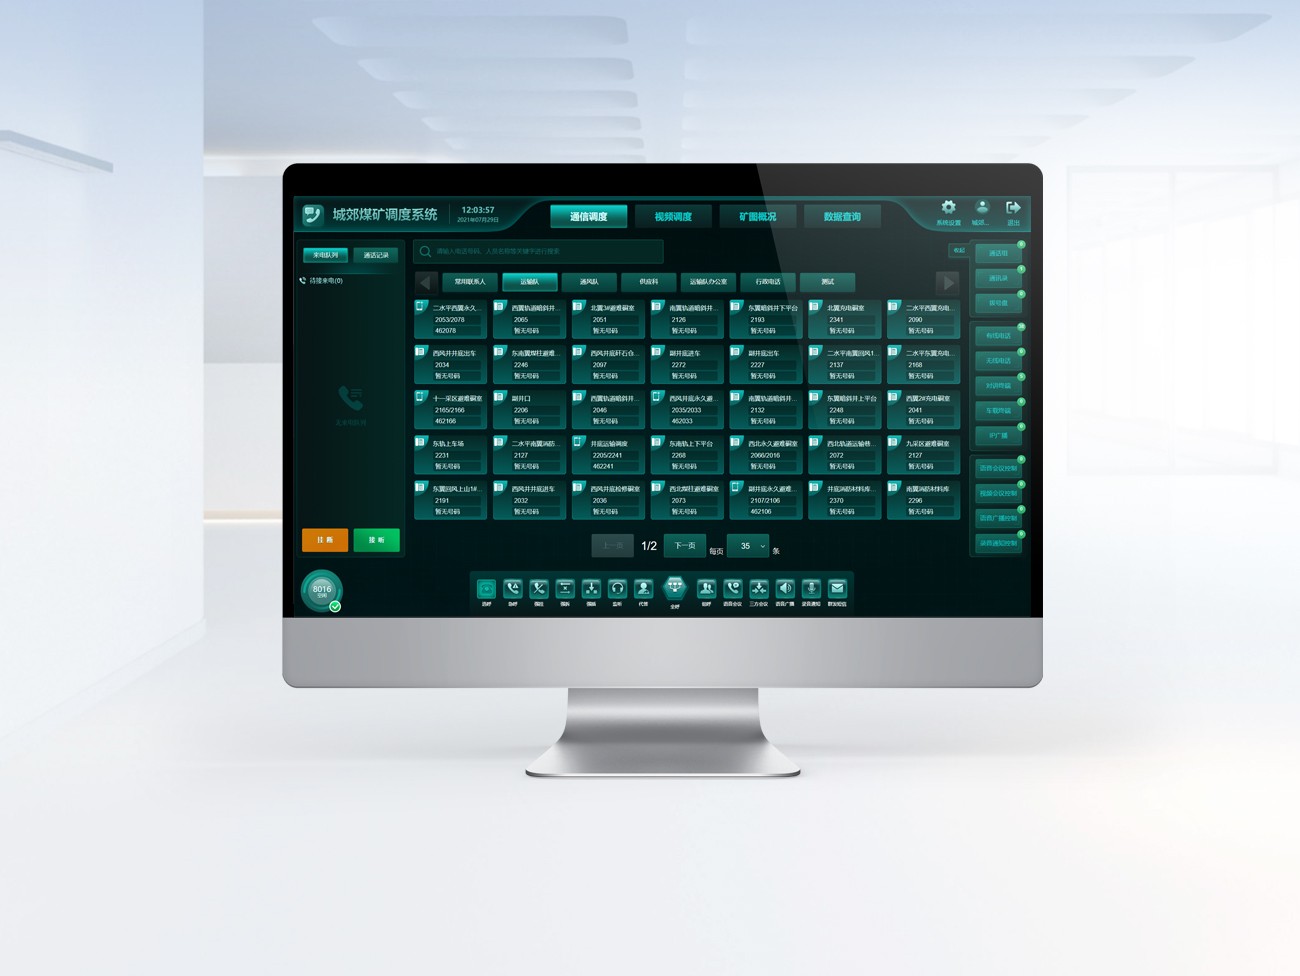 城郊煤矿调度系统
12:03:57
2021年07月29日
通信调度
视频调度
矿图概况
数据查询
系统设置
城郊...
退出
来电队列
通话记录
待接来电(0)
请输入电话号码、人员名称等关键字进行搜索
收起
常用联系人
运输队
通风队
供应科
运输队办公室
行政电话
测试
二水平西翼永久...
2053/2078
462078
西翼轨道暗斜井...
2065
暂无号码
北翼3#避难硐室
2051
暂无号码
南翼轨道暗斜井...
2126
暂无号码
东翼暗斜井下平台
2193
暂无号码
北翼充电硐室
2341
暂无号码
二水平西翼充电...
2090
暂无号码
西风井井底出车
2034
暂无号码
东南翼煤柱避难...
2246
暂无号码
西风井底矸石仓...
2097
暂无号码
副井底进车
2272
暂无号码
副井底出车
2227
暂无号码
二水平南翼回风1...
2137
暂无号码
二水平东翼充电...
2168
暂无号码
十一采区避难硐室
2165/2166
462166
副井口
2206
暂无号码
西翼轨道暗斜井...
2046
暂无号码
西风井底永久避...
2035/2033
462033
南翼轨道暗斜井...
2132
暂无号码
东翼暗斜井上平台
2248
暂无号码
西翼2#充电硐室
2041
暂无号码
东轨上车场
2231
暂无号码
二水平南翼消防...
2127
暂无号码
井底运输调度
2205/2241
462241
东南轨上下平台
2268
暂无号码
西北永久避难硐室
2066/2016
暂无号码
西北轨道运输巷...
2072
暂无号码
九采区避难硐室
2127
暂无号码
东翼回风上山1#...
2191
暂无号码
西风井井底进车
2032
暂无号码
西风井底检修硐室
2036
暂无号码
西北煤柱避难硐室
2073
暂无号码
副井底永久避难...
2107/2106
462106
井底消防材料库...
2370
暂无号码
南翼消防材料库
2296
暂无号码
通话组
通讯录
拨号盘
有线电话
无线电话
对讲终端
车载终端
IP广播
语音会议控制
视频会议控制
语音广播控制
录音通知控制
挂 断
接 听
上一页
1/2
下一页
每页
35
条
8016
空闲
选呼
急呼
强拉
强拆
强插
监听
代答
全呼
组呼
语音会议
三方会议
语音广播
录音通知
群发短信